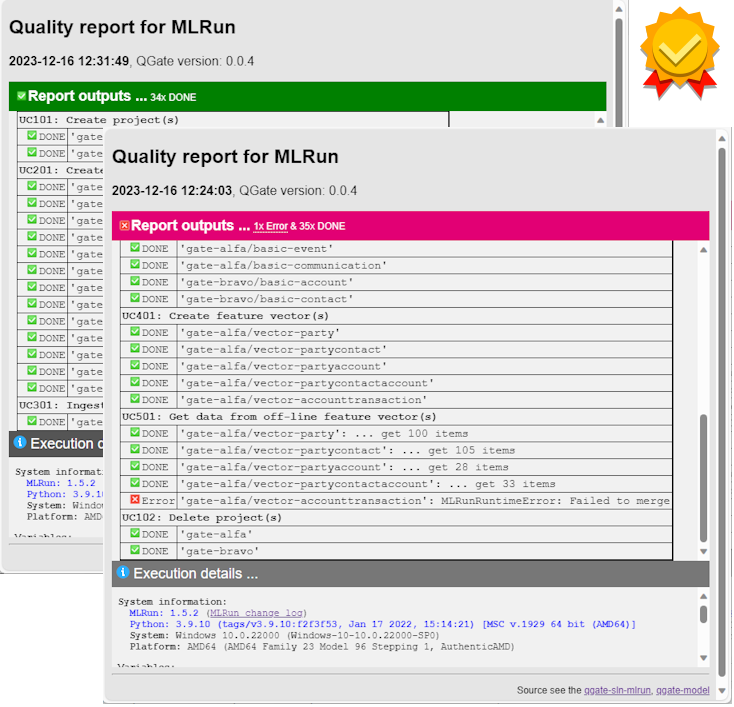 Quality report for MLRun
2023-12-16 12:31:49, QGate version: 0.0.4
Report outputs ... 34x DONE
UC101: Create project(s)
DONE 'gate
DONE 'gate
UC201: Create
DONE 'gate
DONE 'gate
DONE 'gate
DONE 'gate
DONE 'gate
DONE 'gate
DONE 'gate
DONE 'gate
DONE 'gate
DONE 'gate
DONE 'gate
DONE 'gate
DONE 'gate
UC301: Ingest
DONE 'gate
Execution d
System informat
MLRun: 1.5.2
Python: 3.9.10
System: Window
Platform: AMD
Variables:
Quality report for MLRun
2023-12-16 12:24:03, QGate version: 0.0.4
Report outputs ... 1x Error & 35x DONE
DONE 'gate-alfa/basic-event'
DONE 'gate-alfa/basic-communication'
DONE 'gate-bravo/basic-account'
DONE 'gate-bravo/basic-contact'
UC401: Create feature vector(s)
DONE 'gate-alfa/vector-party'
DONE 'gate-alfa/vector-partycontact'
DONE 'gate-alfa/vector-partyaccount'
DONE 'gate-alfa/vector-partycontactaccount'
DONE 'gate-alfa/vector-accounttransaction'
UC501: Get data from off-line feature vector(s)
DONE 'gate-alfa/vector-party': ... get 100 items
DONE 'gate-alfa/vector-partycontact': ... get 105 items
DONE 'gate-alfa/vector-partyaccount': ... get 28 items
DONE 'gate-alfa/vector-partycontactaccount': ... get 33 items
Error 'gate-alfa/vector-accounttransaction': MLRunRuntimeError: Failed to merge
UC102: Delete project(s)
DONE 'gate-alfa'
DONE 'gate-bravo'
Execution details ...
System information:
MLRun: 1.5.2 (MLRun change log)
Python: 3.9.10 (tags/v3.9.10:f2f3f53, Jan 17 2022, 15:14:21) [MSC v.1929 64 bit (AMD64)]
System: Windows 10.0.22000 (Windows-10-10.0.22000-SP0)
Platform: AMD64 (AMD64 Family 23 Model 96 Stepping 1, AuthenticAMD)
Variables:
Source see the qgate-sln-mlrun, qgate-model